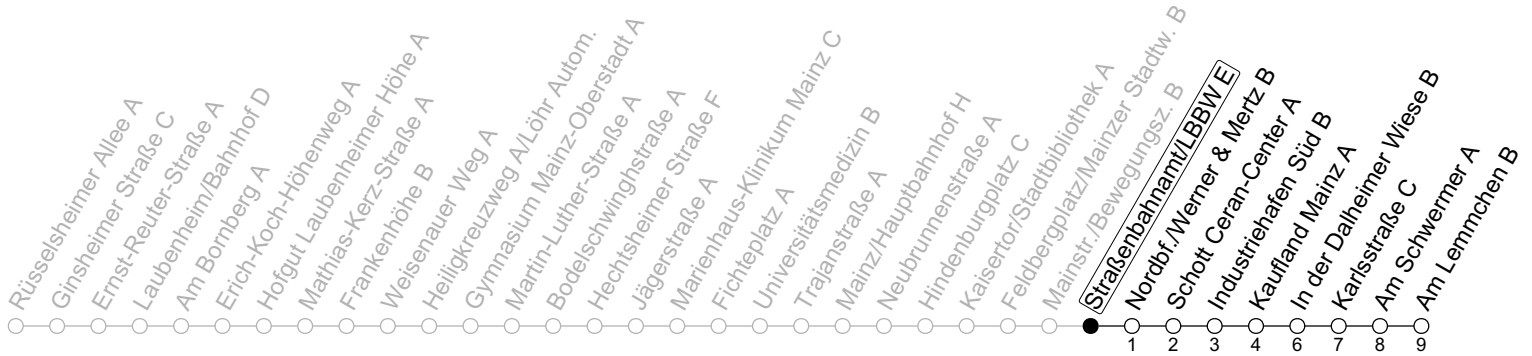 Rüsselsheimer Allee A
Ginsheimer Straße C
Ernst-Reuter-Straße A
Laubenheim/Bahnhof D
Am Bornberg A
Erich-Koch-Höhenweg A
Hofgut Laubenheimer Höhe A
Mathias-Kerz-Straße A
Frankenhöhe B
Weisenauer Weg A
Heiligkreuzweg A/Löhr Autom.
Gymnasium Mainz-Oberstadt A
Martin-Luther-Straße A
Bodelschwinghstraße A
Hechtsheimer Straße F
Jägerstraße A
Marienhaus-Klinikum Mainz C
Fichteplatz A
Universitätsmedizin B
Trajanstraße A
Mainz/Hauptbahnhof H
Neubrunnenstraße A
Hindenburgplatz C
Kaisertor/Stadtbibliothek A
Feldbergplatz/Mainzer Stadtw. B
Mainstr./Bewegungsz. B
Straßenbahnamt/LBBW E
Nordbf./Werner & Mertz B
Schott Ceran-Center A
Industriehafen Süd B
Kaufland Mainz A
In der Dalheimer Wiese B
Karlsstraße C
Am Schwermer A
Am Lemmchen B
1 2 3 4 6 7 8 9